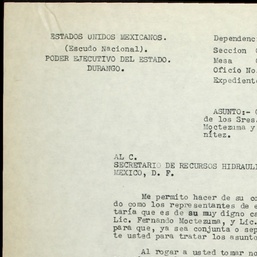 ESTADOS UNIDOS MEXICANOS.
(Escudo Nacional).
PODER EJECUTIVO DEL ESTADO.
DURANGO.
Dependenc
Seccion
Mesa
Oficio No.
Expedient
ASUNTO:-
de los Sres.
Moctezuma y
nítez.
AL C.
SECRETARIO DE RECURSOS HIDRAUL
MEXICO, D. F.
Me permito hacer de su co
do como los representantes de e
taría que es de su muy digno ca
Lic. Fernando Moctezuma, y Lic.
para que, ya sea conjunta o sep
te usted para tratar los asunto
Al rogar a usted tomar no